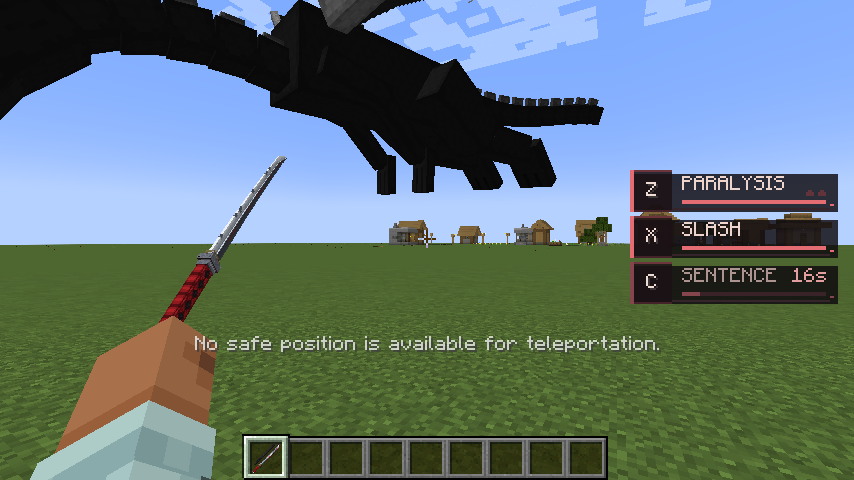 Z PARALYSIS
X SLASH
C SENTENCE 16s
No safe position is available for teleportation.